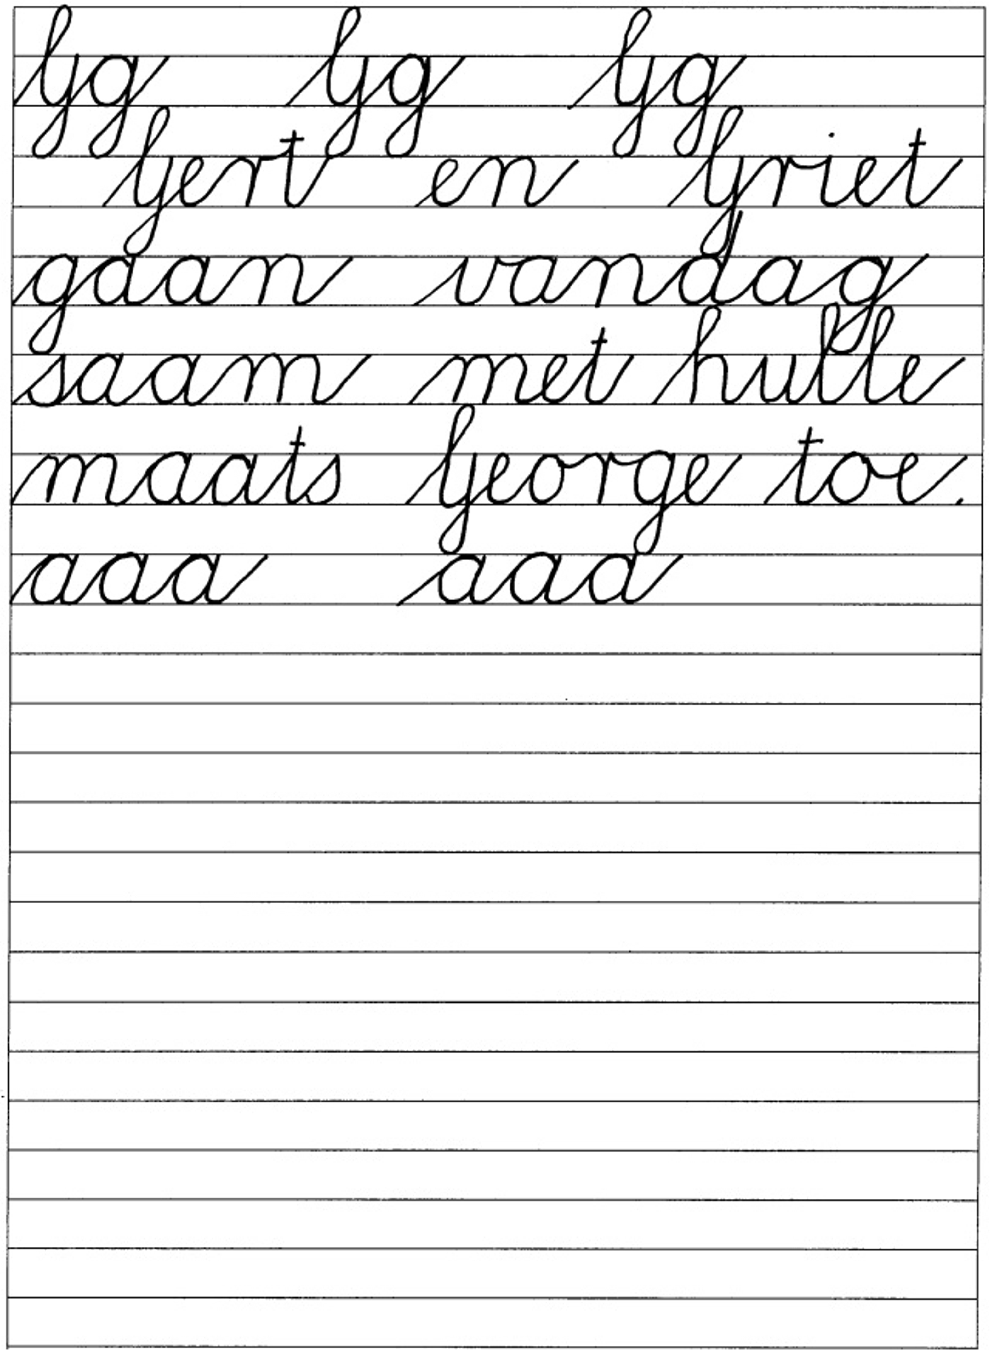 Gg Gg Gg
Gert en Griet
gaan vandag
saam met hulle
maats George toe.
aaa aaa